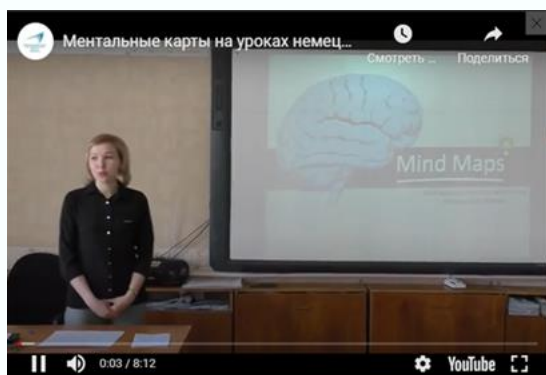 Ментальные карты на уроках немец...
Смотреть ...
Поделиться
Mind Maps
0:03 / 8:12
YouTube